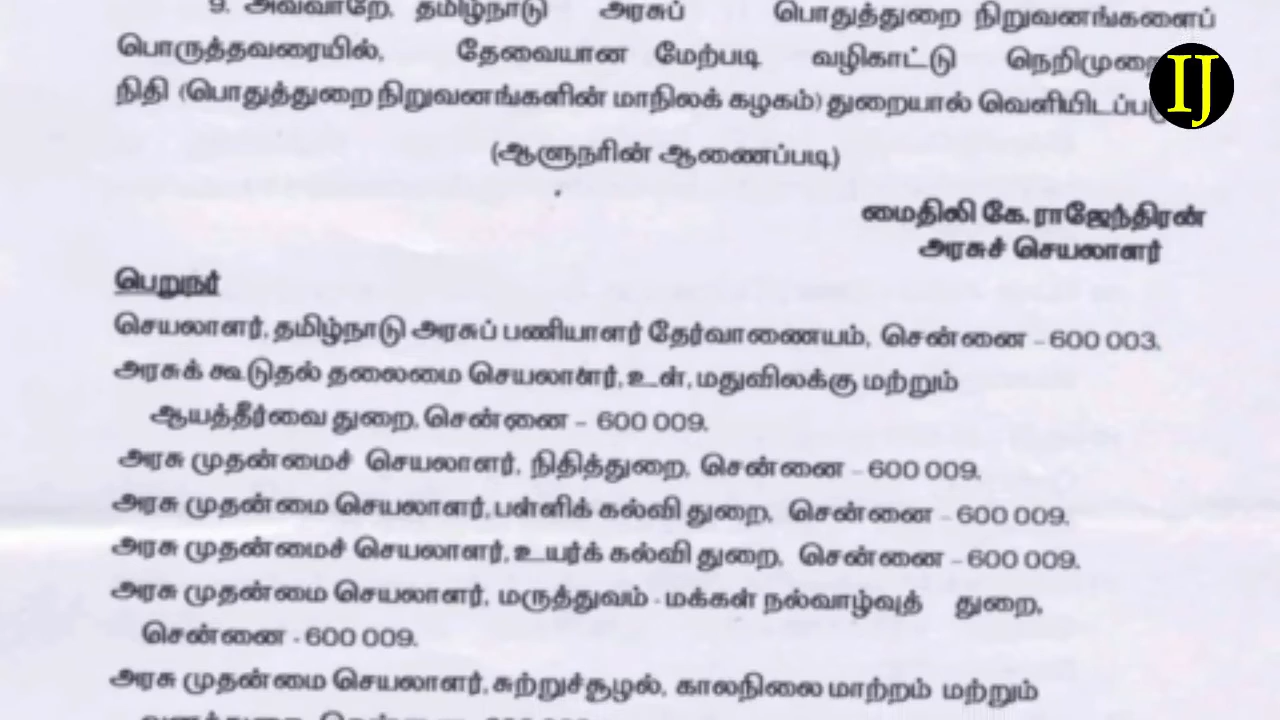 9. அவ்வாறே, தமிழ்நாடு அரசுப் பொதுத்துறை நிறுவனங்களைப்
பொருத்தவரையில், தேவையான மேற்படி வழிகாட்டு
IJ
நிதி (பொதுத்துறை நிறுவனங்களின் மாநிலக் கழகம்) துறையால்
(ஆளுநரின் ஆணைப்படி)
மைதிலி கே. ராஜேந்திரன்
அரசுச் செயலாளர்
பெறுநர்
செயலாளர், தமிழ்நாடு அரசுப் பணியாளர் தேர்வாணையம், சென்னை – 600 003.
அரசுக் கூடுதல் தலைமை செயலாளர், உள், மதுவிலக்கு மற்றும்
ஆயத்தீர்வை துறை, சென்னை – 600 009.
அரசு முதன்மைச் செயலாளர், நிதித்துறை, சென்னை – 600 009.
அரசு முதன்மை செயலாளர், பள்ளிக் கல்வி துறை, சென்னை – 600 009.
அரசு முதன்மைச் செயலாளர், உயர்க் கல்வி துறை, சென்னை – 600 009.
அரசு முதன்மை செயலாளர், மருத்துவம் - மக்கள் நல்வாழ்வுத் துறை,
சென்னை - 600 009.
அரசு முதன்மை செயலாளர், சுற்றுச்சூழல், காலநிலை மாற்றம் மற்றும்